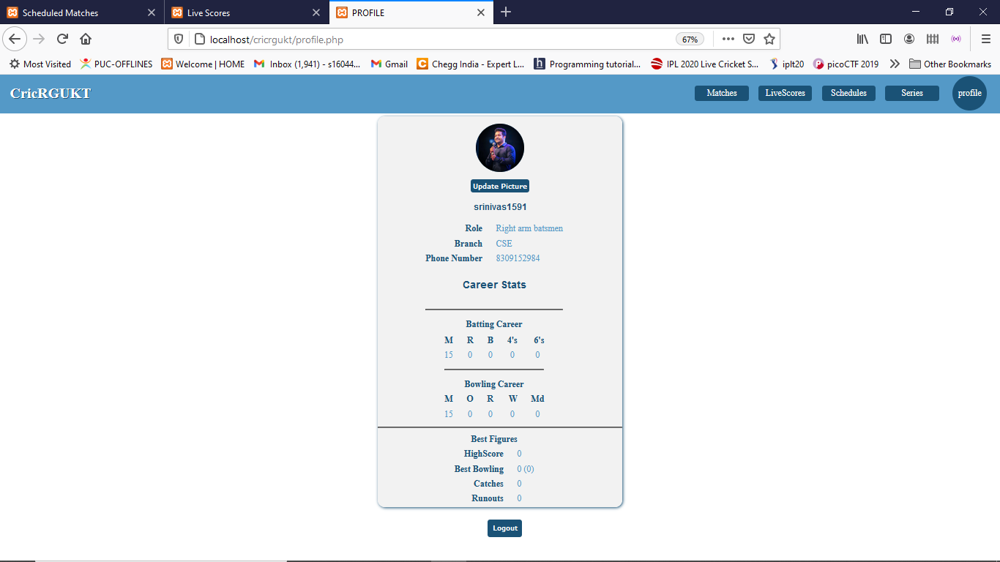 Scheduled Matches
Live Scores
PROFILE
localhost/cricrgukt/profile.php
67%
Most Visited
PUC-OFFLINES
Welcome | HOME
Inbox (1,941) - s16044...
Gmail
Chegg India - Expert L...
Programming tutorial...
IPL 2020 Live Cricket S...
iplt20
picoCTF 2019
Other Bookmarks
CricRGUKT
Matches
LiveScores
Schedules
Series
profile
Update Picture
srinivas1591
Role Right arm batsmen
Branch CSE
Phone Number 8309152984
Career Stats
Batting Career
M R B 4's 6's
15 0 0 0 0
Bowling Career
M O R W Md
15 0 0 0 0
Best Figures
HighScore 0
Best Bowling 0 (0)
Catches 0
Runouts 0
Logout